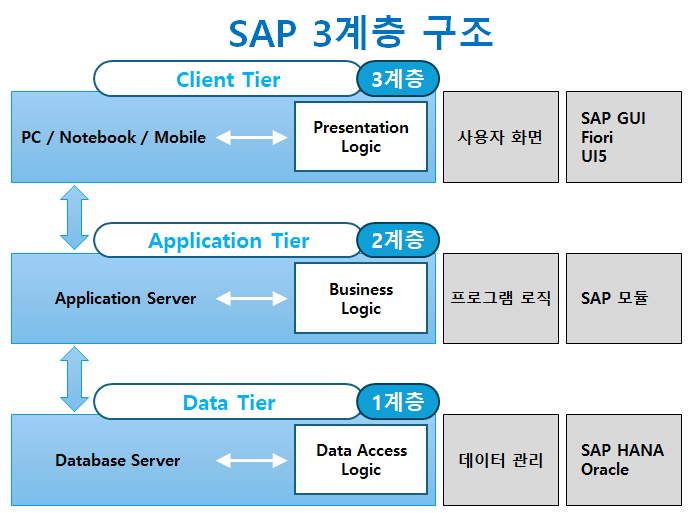 SAP 3계층 구조
Client Tier
3계층
PC / Notebook / Mobile
Presentation
Logic
사용자 화면
SAP GUI
Fiori
UI5
Application Tier
2계층
Application Server
Business
Logic
프로그램 로직
SAP 모듈
Data Tier
1계층
Database Server
Data Access
Logic
데이터 관리
SAP HANA
Oracle